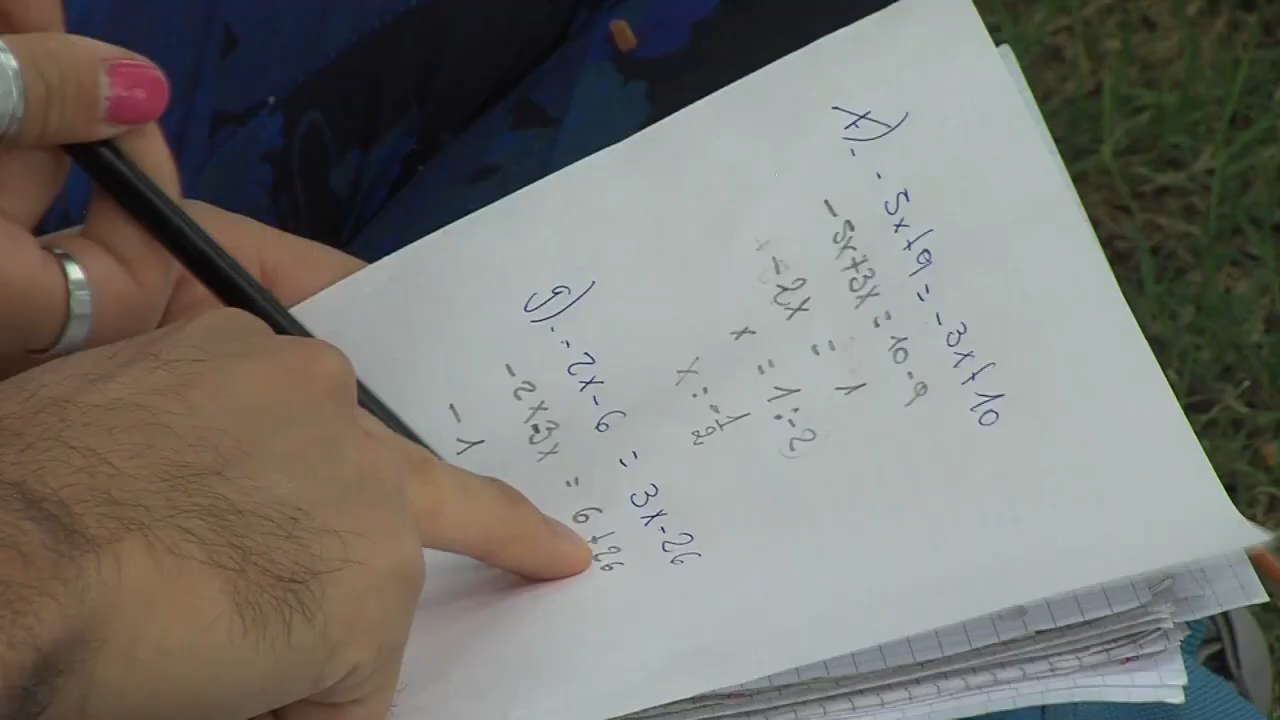 f) - 5x+9 = -3x+10
-5x+3x = 10-9
-2x = 1
x = 1:-2
x = -1/2
g) - 2x-6 = 3x-26
-2x-3x = 6+26
-1